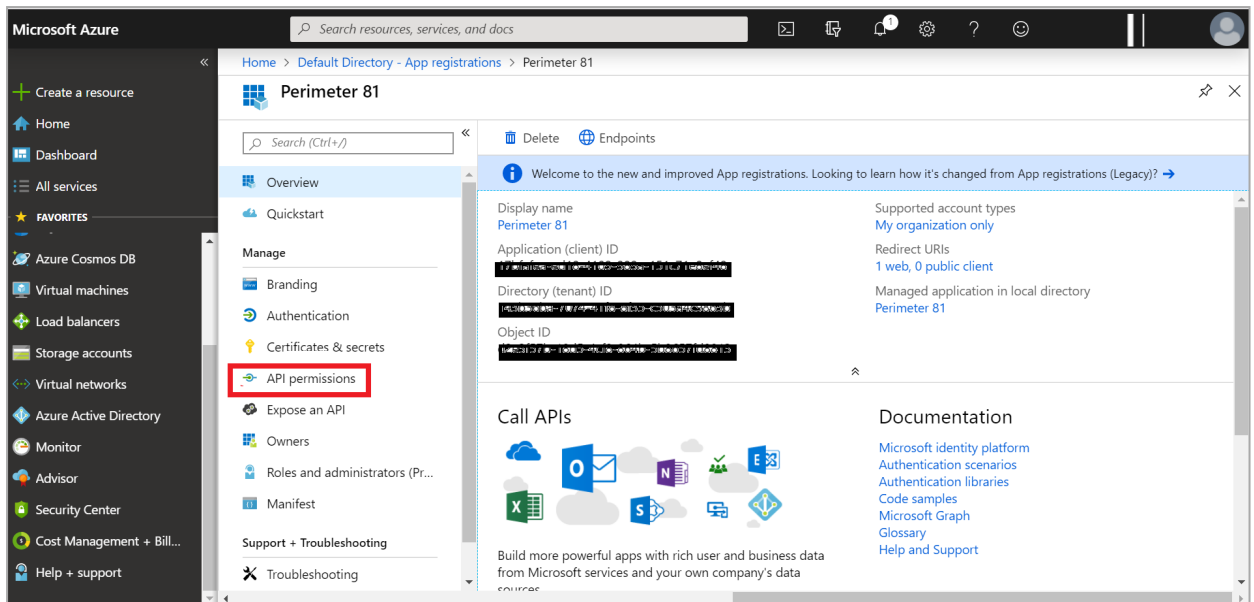 Microsoft Azure
Search resources, services, and docs
1
«
Home > Default Directory - App registrations > Perimeter 81
Create a resource
Home
Dashboard
All services
FAVORITES
Azure Cosmos DB
Virtual machines
Load balancers
Storage accounts
Virtual networks
Azure Active Directory
Monitor
Advisor
Security Center
Cost Management + Bill...
Help + support
Perimeter 81
Search (Ctrl+/)
«
Overview
Quickstart
Manage
Branding
Authentication
Certificates & secrets
API permissions
Expose an API
Owners
Roles and administrators (Pr...
Manifest
Support + Troubleshooting
Troubleshooting
Delete
Endpoints
Welcome to the new and improved App registrations. Looking to learn how it's changed from App registrations (Legacy)? →
Display name
Perimeter 81
Application (client) ID
Directory (tenant) ID
Object ID
Supported account types
My organization only
Redirect URIs
1 web, 0 public client
Managed application in local directory
Perimeter 81
Call APIs
Build more powerful apps with rich user and business data
from Microsoft services and your own company's data
sources
Documentation
Microsoft identity platform
Authentication scenarios
Authentication libraries
Code samples
Microsoft Graph
Glossary
Help and Support